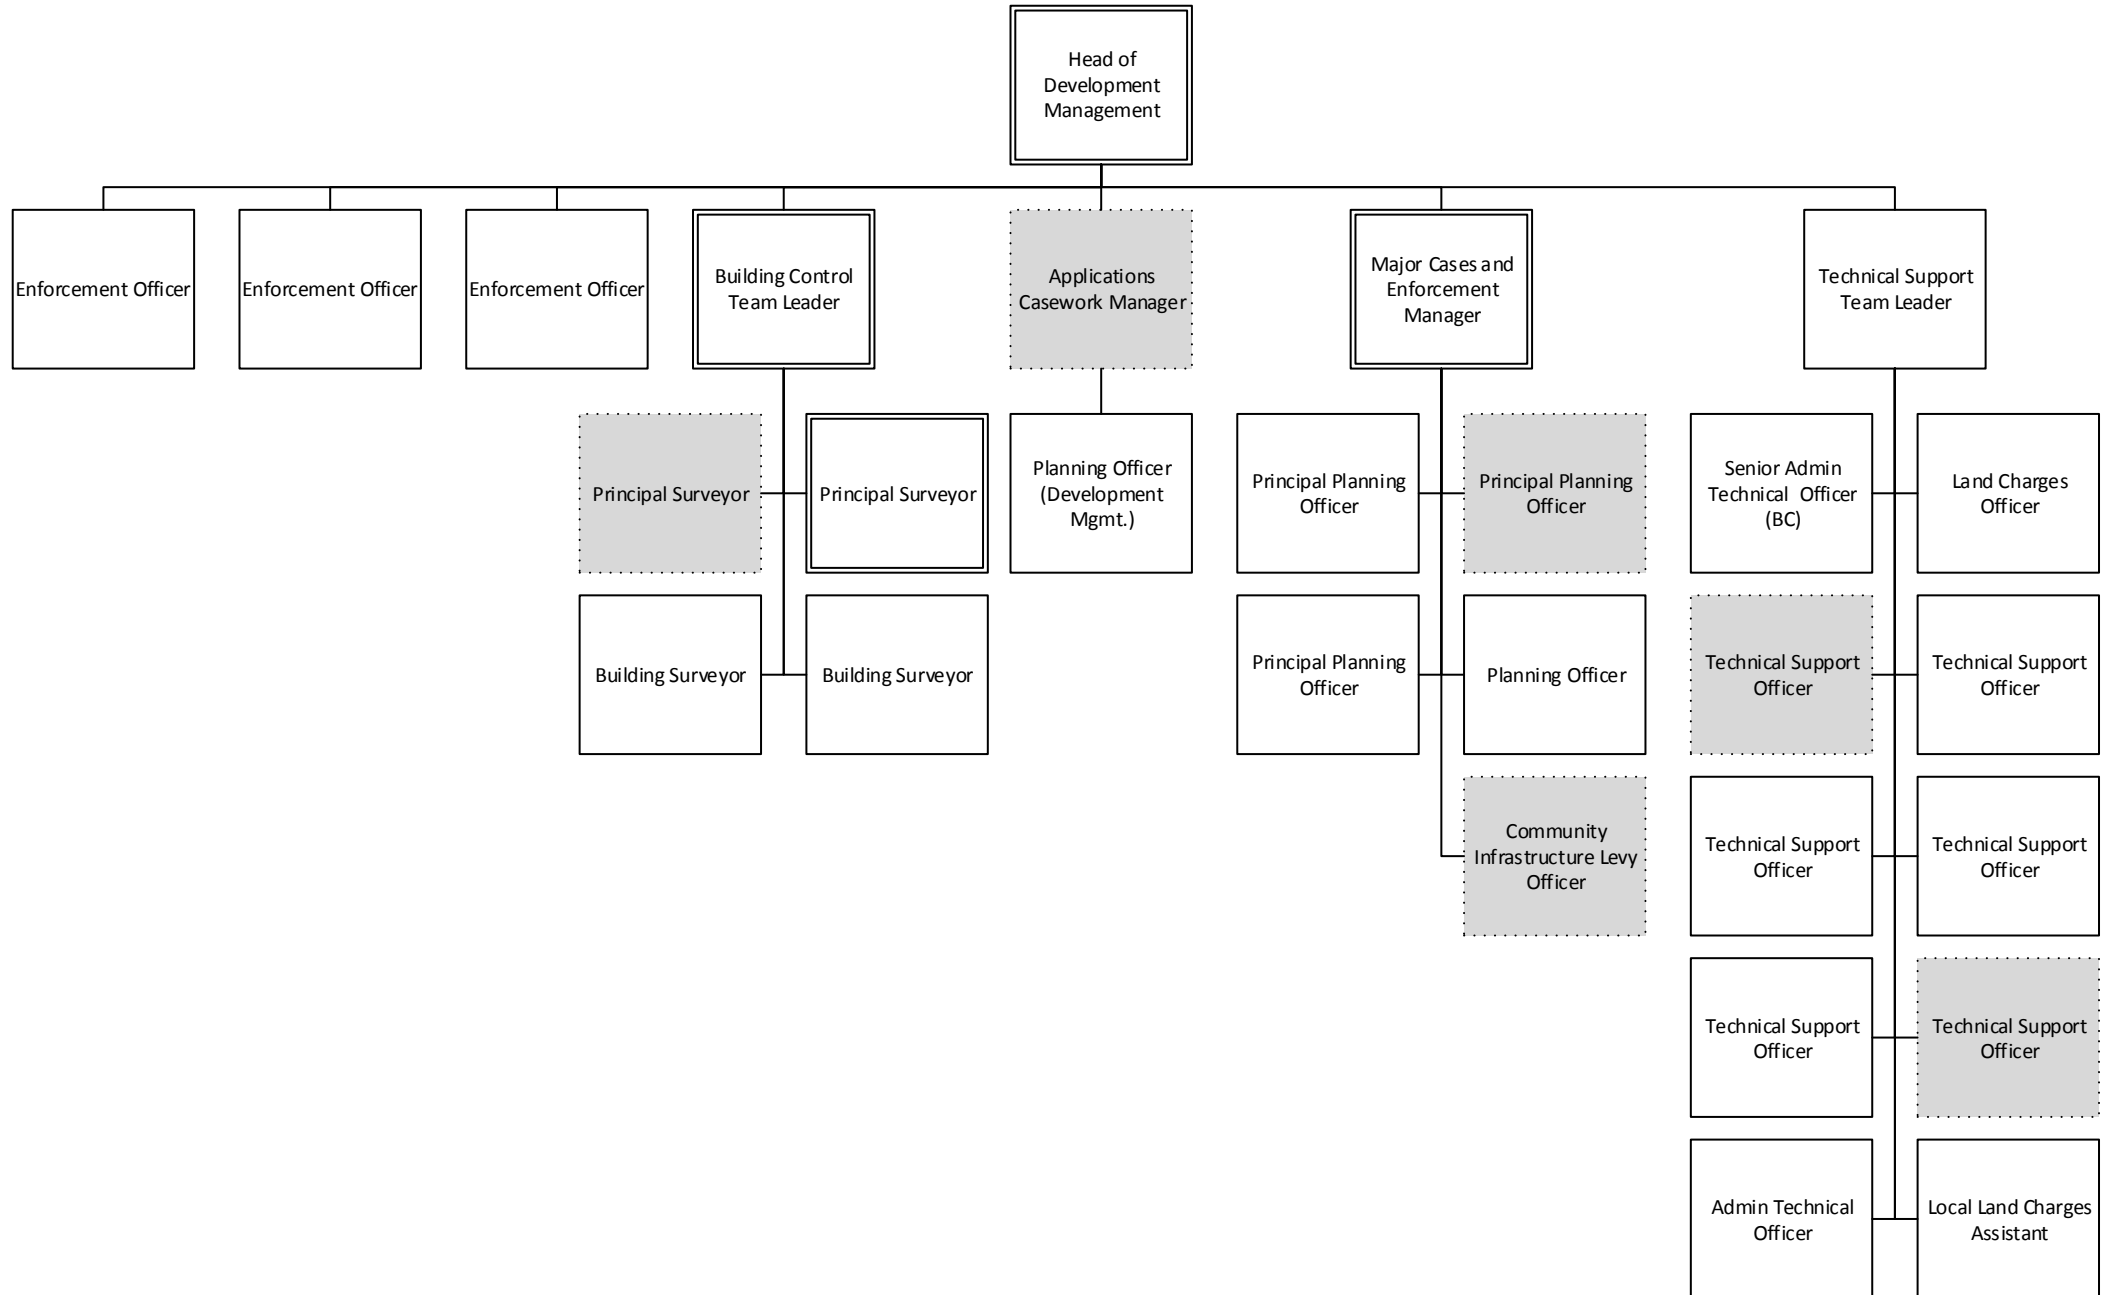 Head of
Development
Management
Enforcement Officer
Enforcement Officer
Enforcement Officer
Building Control
Team Leader
Applications
Casework Manager
Major Cases and
Enforcement
Manager
Technical Support
Team Leader
Principal Surveyor
Principal Surveyor
Planning Officer
(Development
Mgmt.)
Principal Planning
Officer
Principal Planning
Officer
Senior Admin
Technical Officer
(BC)
Land Charges
Officer
Building Surveyor
Building Surveyor
Principal Planning
Officer
Planning Officer
Technical Support
Officer
Technical Support
Officer
Community
Infrastructure Levy
Officer
Technical Support
Officer
Technical Support
Officer
Technical Support
Officer
Technical Support
Officer
Admin Technical
Officer
Local Land Charges
Assistant